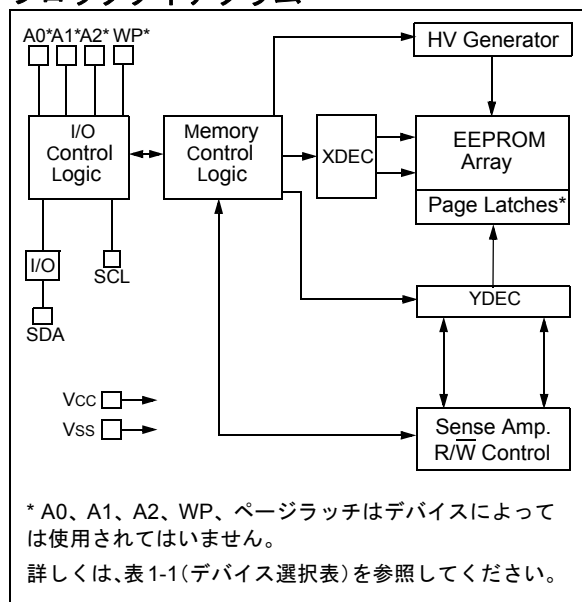 ブロックダイアグラム
A0*A1*A2* WP*
HV Generator
I/O
Control
Logic
Memory
Control
Logic
XDEC
EEPROM
Array
Page Latches*
I/O
SCL
SDA
YDEC
Vcc
Vss
Sense Amp.
R/W Control
* A0、A1、A2、WP、ページラッチはデバイスによって
は使用されてはいません。
詳しくは、表1-1(デバイス選択表)を参照してください。